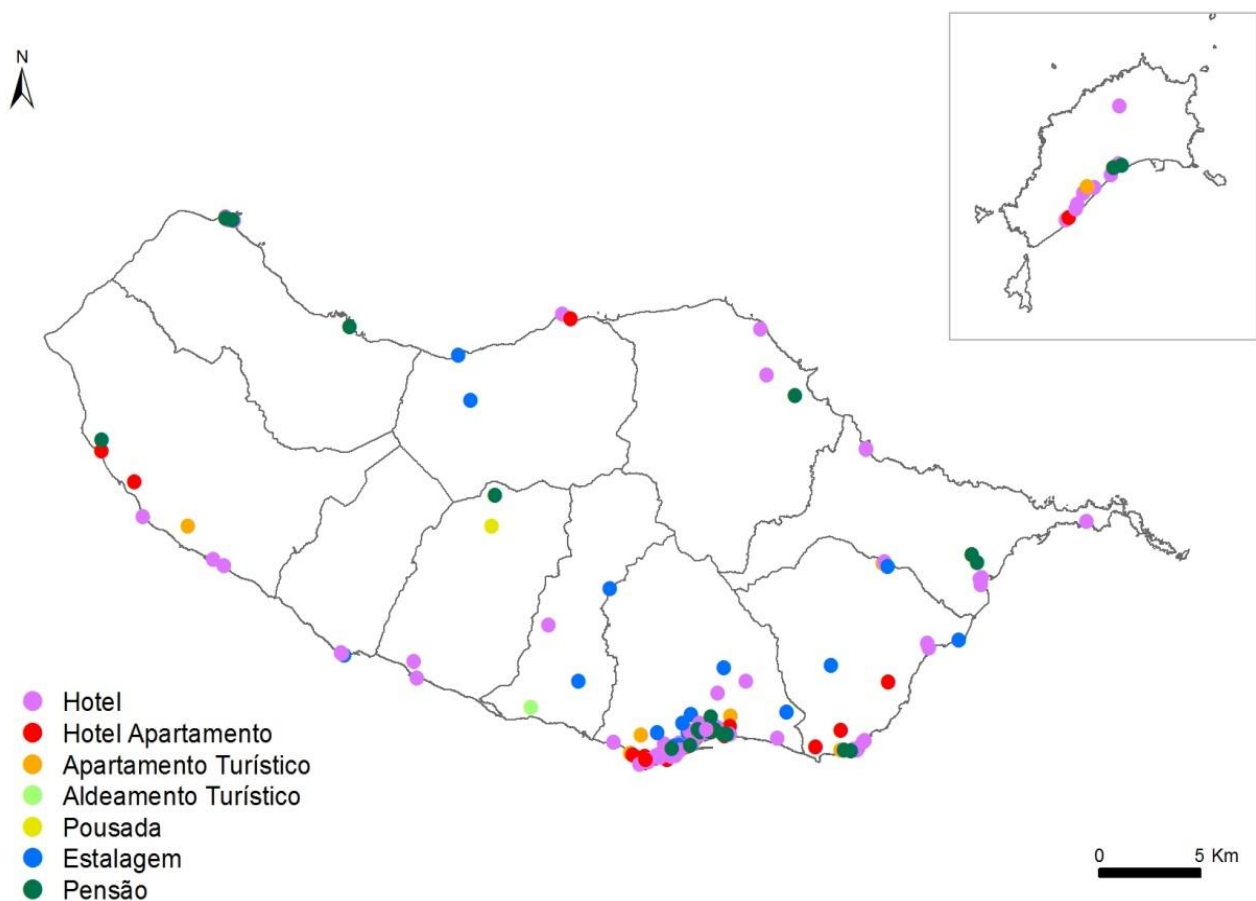 N
Hotel
Hotel Apartamento
Apartamento Turístico
Aldeamento Turístico
Pousada
Estalagem
Pensão
0 5 Km